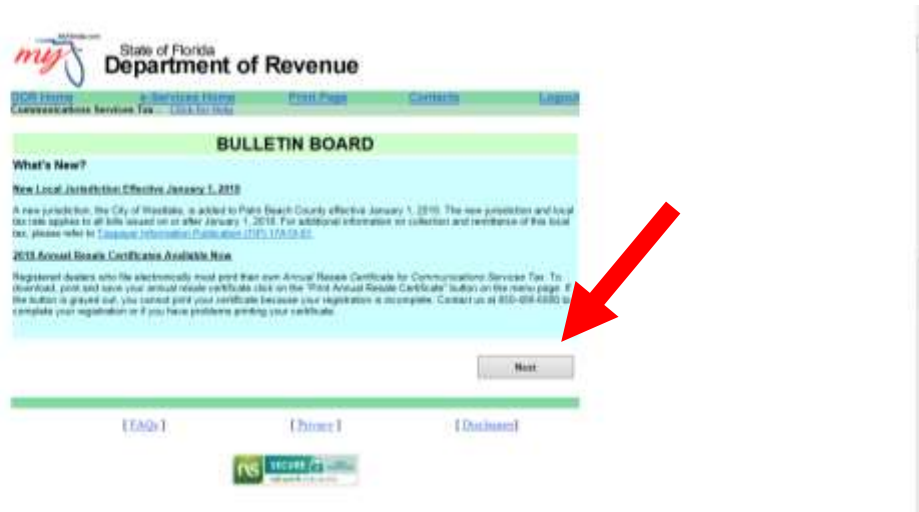 my
State of Florida
Department of Revenue
DOR Home e-Services Home Print Page Contacts Logout
Communications Services Tax Click for Help
BULLETIN BOARD
What's New?
New Local Jurisdiction Effective January 1, 2018
A new jurisdiction, the City of Westlake, is added to Palm Beach County effective January 1, 2018. The new jurisdiction and local
tax rate applies to all bills issued on or after January 1, 2018. For additional information on collection and remittance of this local
tax, please refer to Taxpayer Information Publication (TIP)
2018 Annual Resale Certificates Available Now
Registered dealers who file electronically must print their own Annual Resale Certificate for Communications Services Tax. To
download, print and save your annual resale certificate click on the "Print Annual Resale Certificate" button on the menu page. If
the button is grayed out, you cannot print your certificate because your registration is incomplete. Contact us at to
complete your registration or if you have problems printing your certificate.
Next
[FAQs] [Privacy] [Disclosure]
ns SECURE